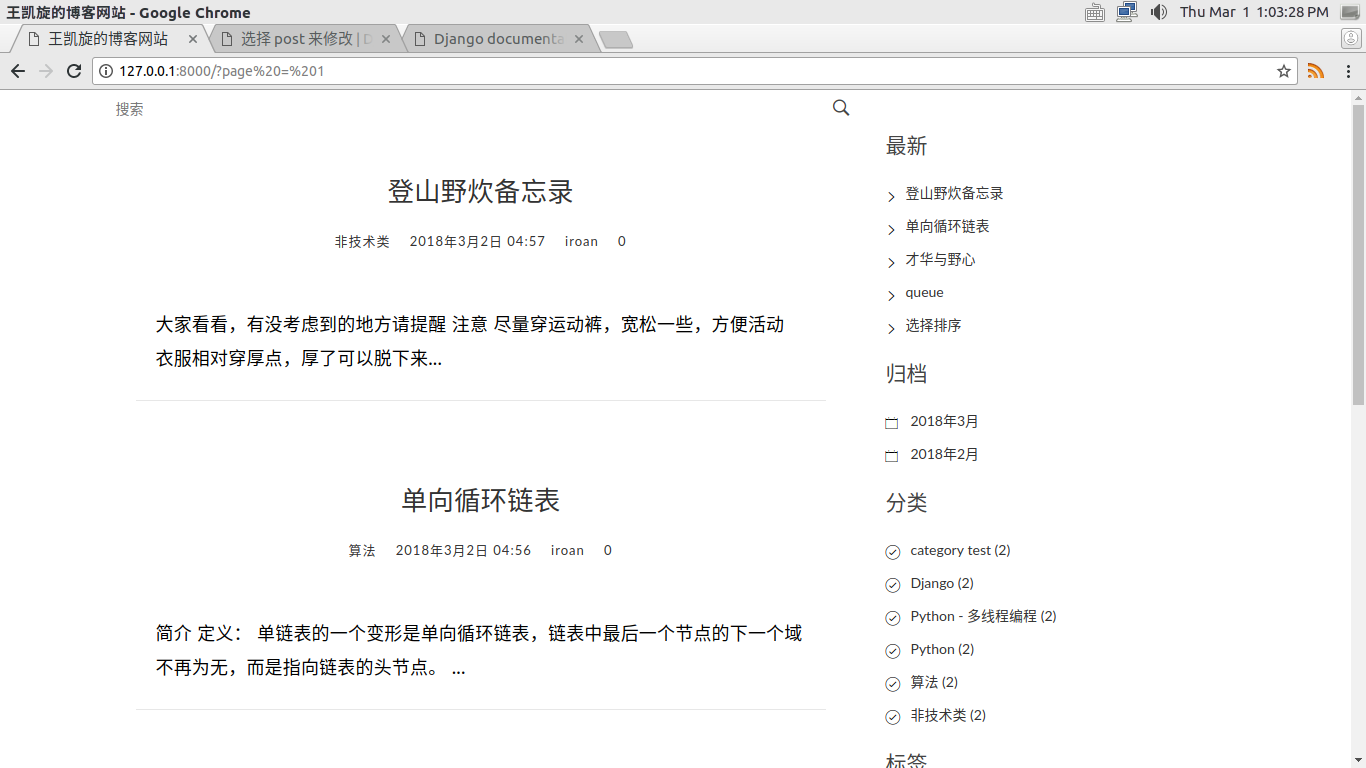 王凯旋的博客网站 - Google Chrome
Thu Mar 1 1:03:28 PM
王凯旋的博客网站
选择 post 来修改 | D
Django documenta
127.0.0.1:8000/?page%20=%201
搜索
登山野炊备忘录
非技术类 2018年3月2日 04:57 iroan 0
大家看看，有没考虑到的地方请提醒 注意 尽量穿运动裤，宽松一些，方便活动
衣服相对穿厚点，厚了可以脱下来...
单向循环链表
算法 2018年3月2日 04:56 iroan 0
简介 定义： 单链表的一个变形是单向循环链表，链表中最后一个节点的下一个域
不再为无，而是指向链表的头节点。 ...
最新
登山野炊备忘录
单向循环链表
才华与野心
queue
选择排序
归档
2018年3月
2018年2月
分类
category test (2)
Django (2)
Python - 多线程编程 (2)
Python (2)
算法 (2)
非技术类 (2)
标签